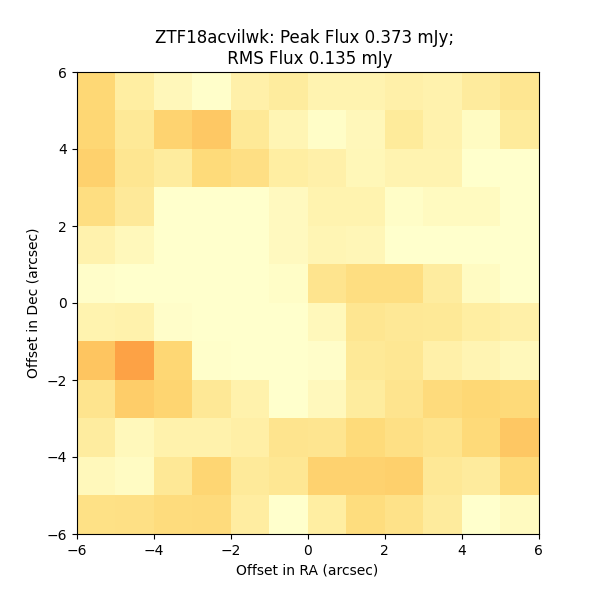 ZTF18acvilwk: Peak Flux 0.373 mJy;
RMS Flux 0.135 mJy
6
4
2
0
−2
−4
−6
Offset in Dec (arcsec)
−6 −4 −2 0 2 4 6
Offset in RA (arcsec)